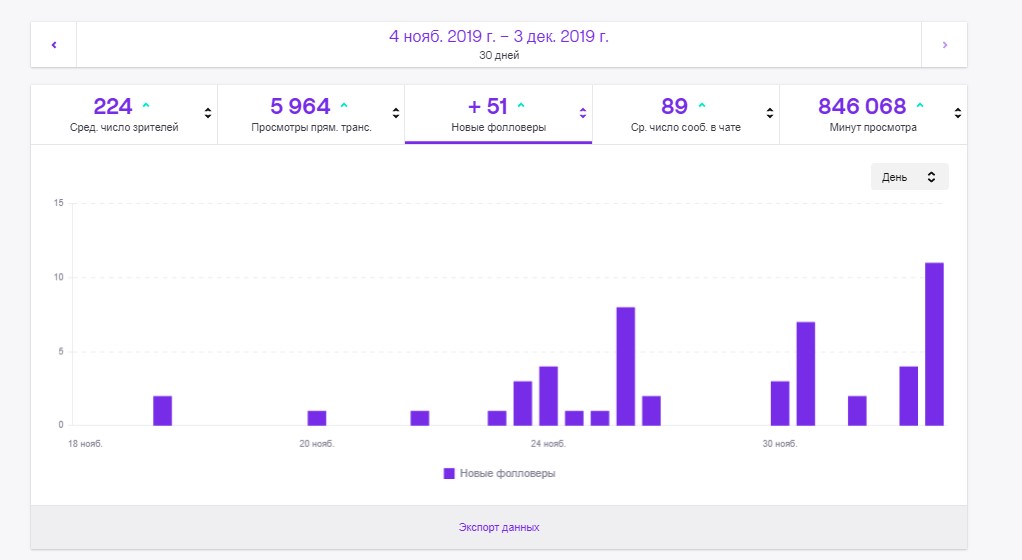 4 нояб. 2019 г. – 3 дек. 2019 г.
30 дней
224
Сред. число зрителей
5 964
Просмотры прям. транс.
+ 51
Новые фолловеры
89
Ср. число сооб. в чате
846 068
Минут просмотра
День
15
10
5
0
18 нояб.
20 нояб.
24 нояб.
30 нояб.
Новые фолловеры
Экспорт данных